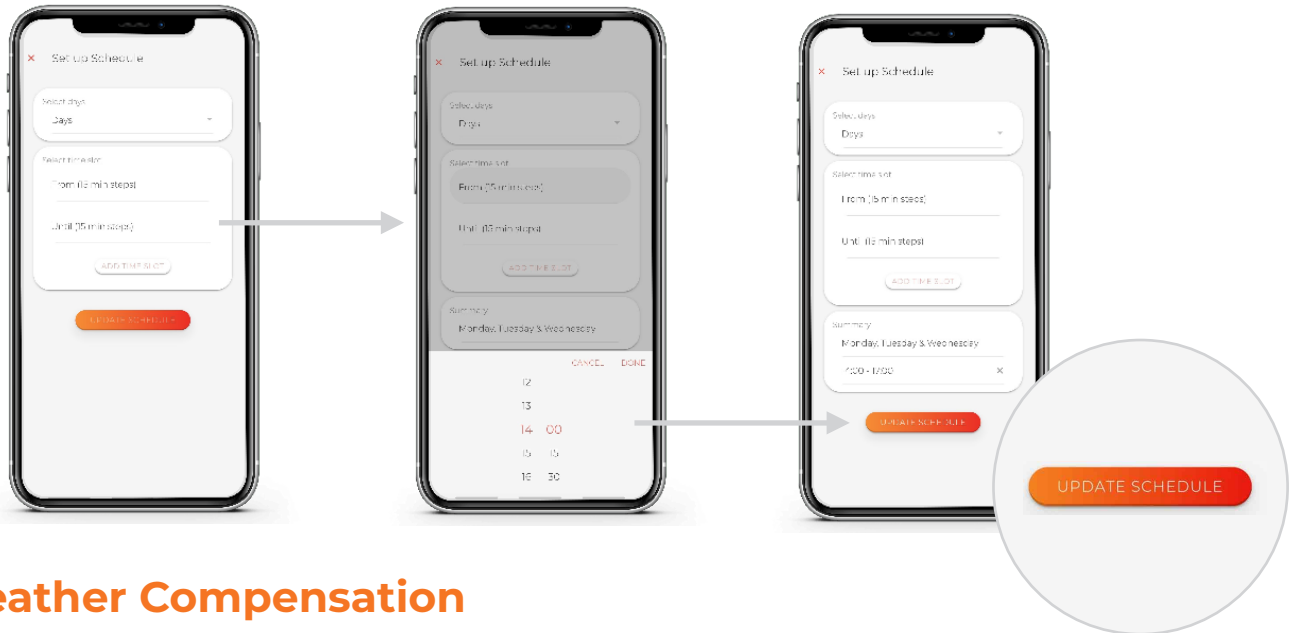 Set up Schedule
Select days
Days
Select time slot
From (15 min steps)
Until (15 min steps)
ADD TIME SLOT
UPDATE SCHEDULE
Set up Schedule
Select days
Days
Select time slot
From (15 min steps)
Until (15 min steps)
ADD TIME SLOT
Summary
Monday, Tuesday & Wednesday
CANCEL DONE
12
13
14 00
15 15
16 30
Set up Schedule
Select days
Days
Select time slot
From (15 min steps)
Until (15 min steps)
ADD TIME SLOT
Summary
Monday, Tuesday & Wednesday
14:00 - 17:00
UPDATE SCHEDULE
UPDATE SCHEDULE
eather Compensation